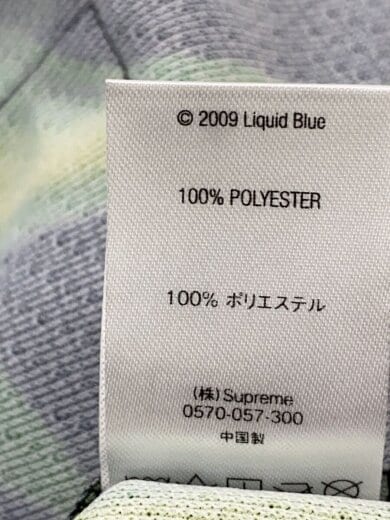 © 2009 Liquid Blue
100% POLYESTER
100% ポリエステル
(株) Supreme
0570-057-300
中国製